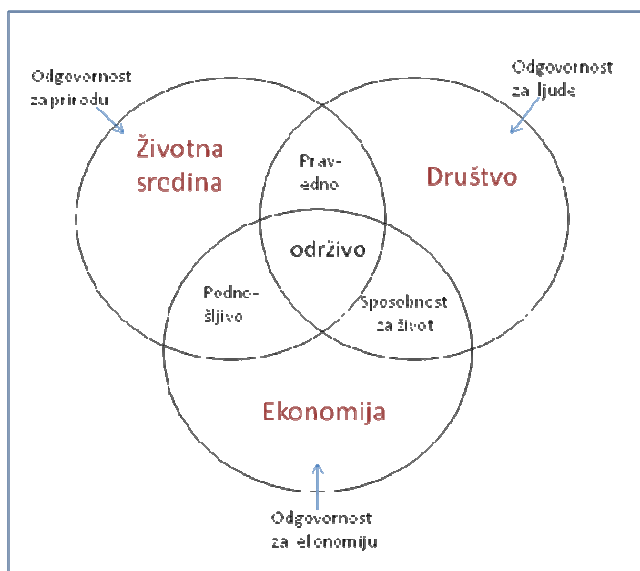 Odgovornost
za prirodu
Odgovornost
za ljude
Životna
sredina
Prav-
edno
Društvo
održivo
Podno-
šljivo
Sposobnost
za život
Ekonomija
Odgovornost
za ekonomiju